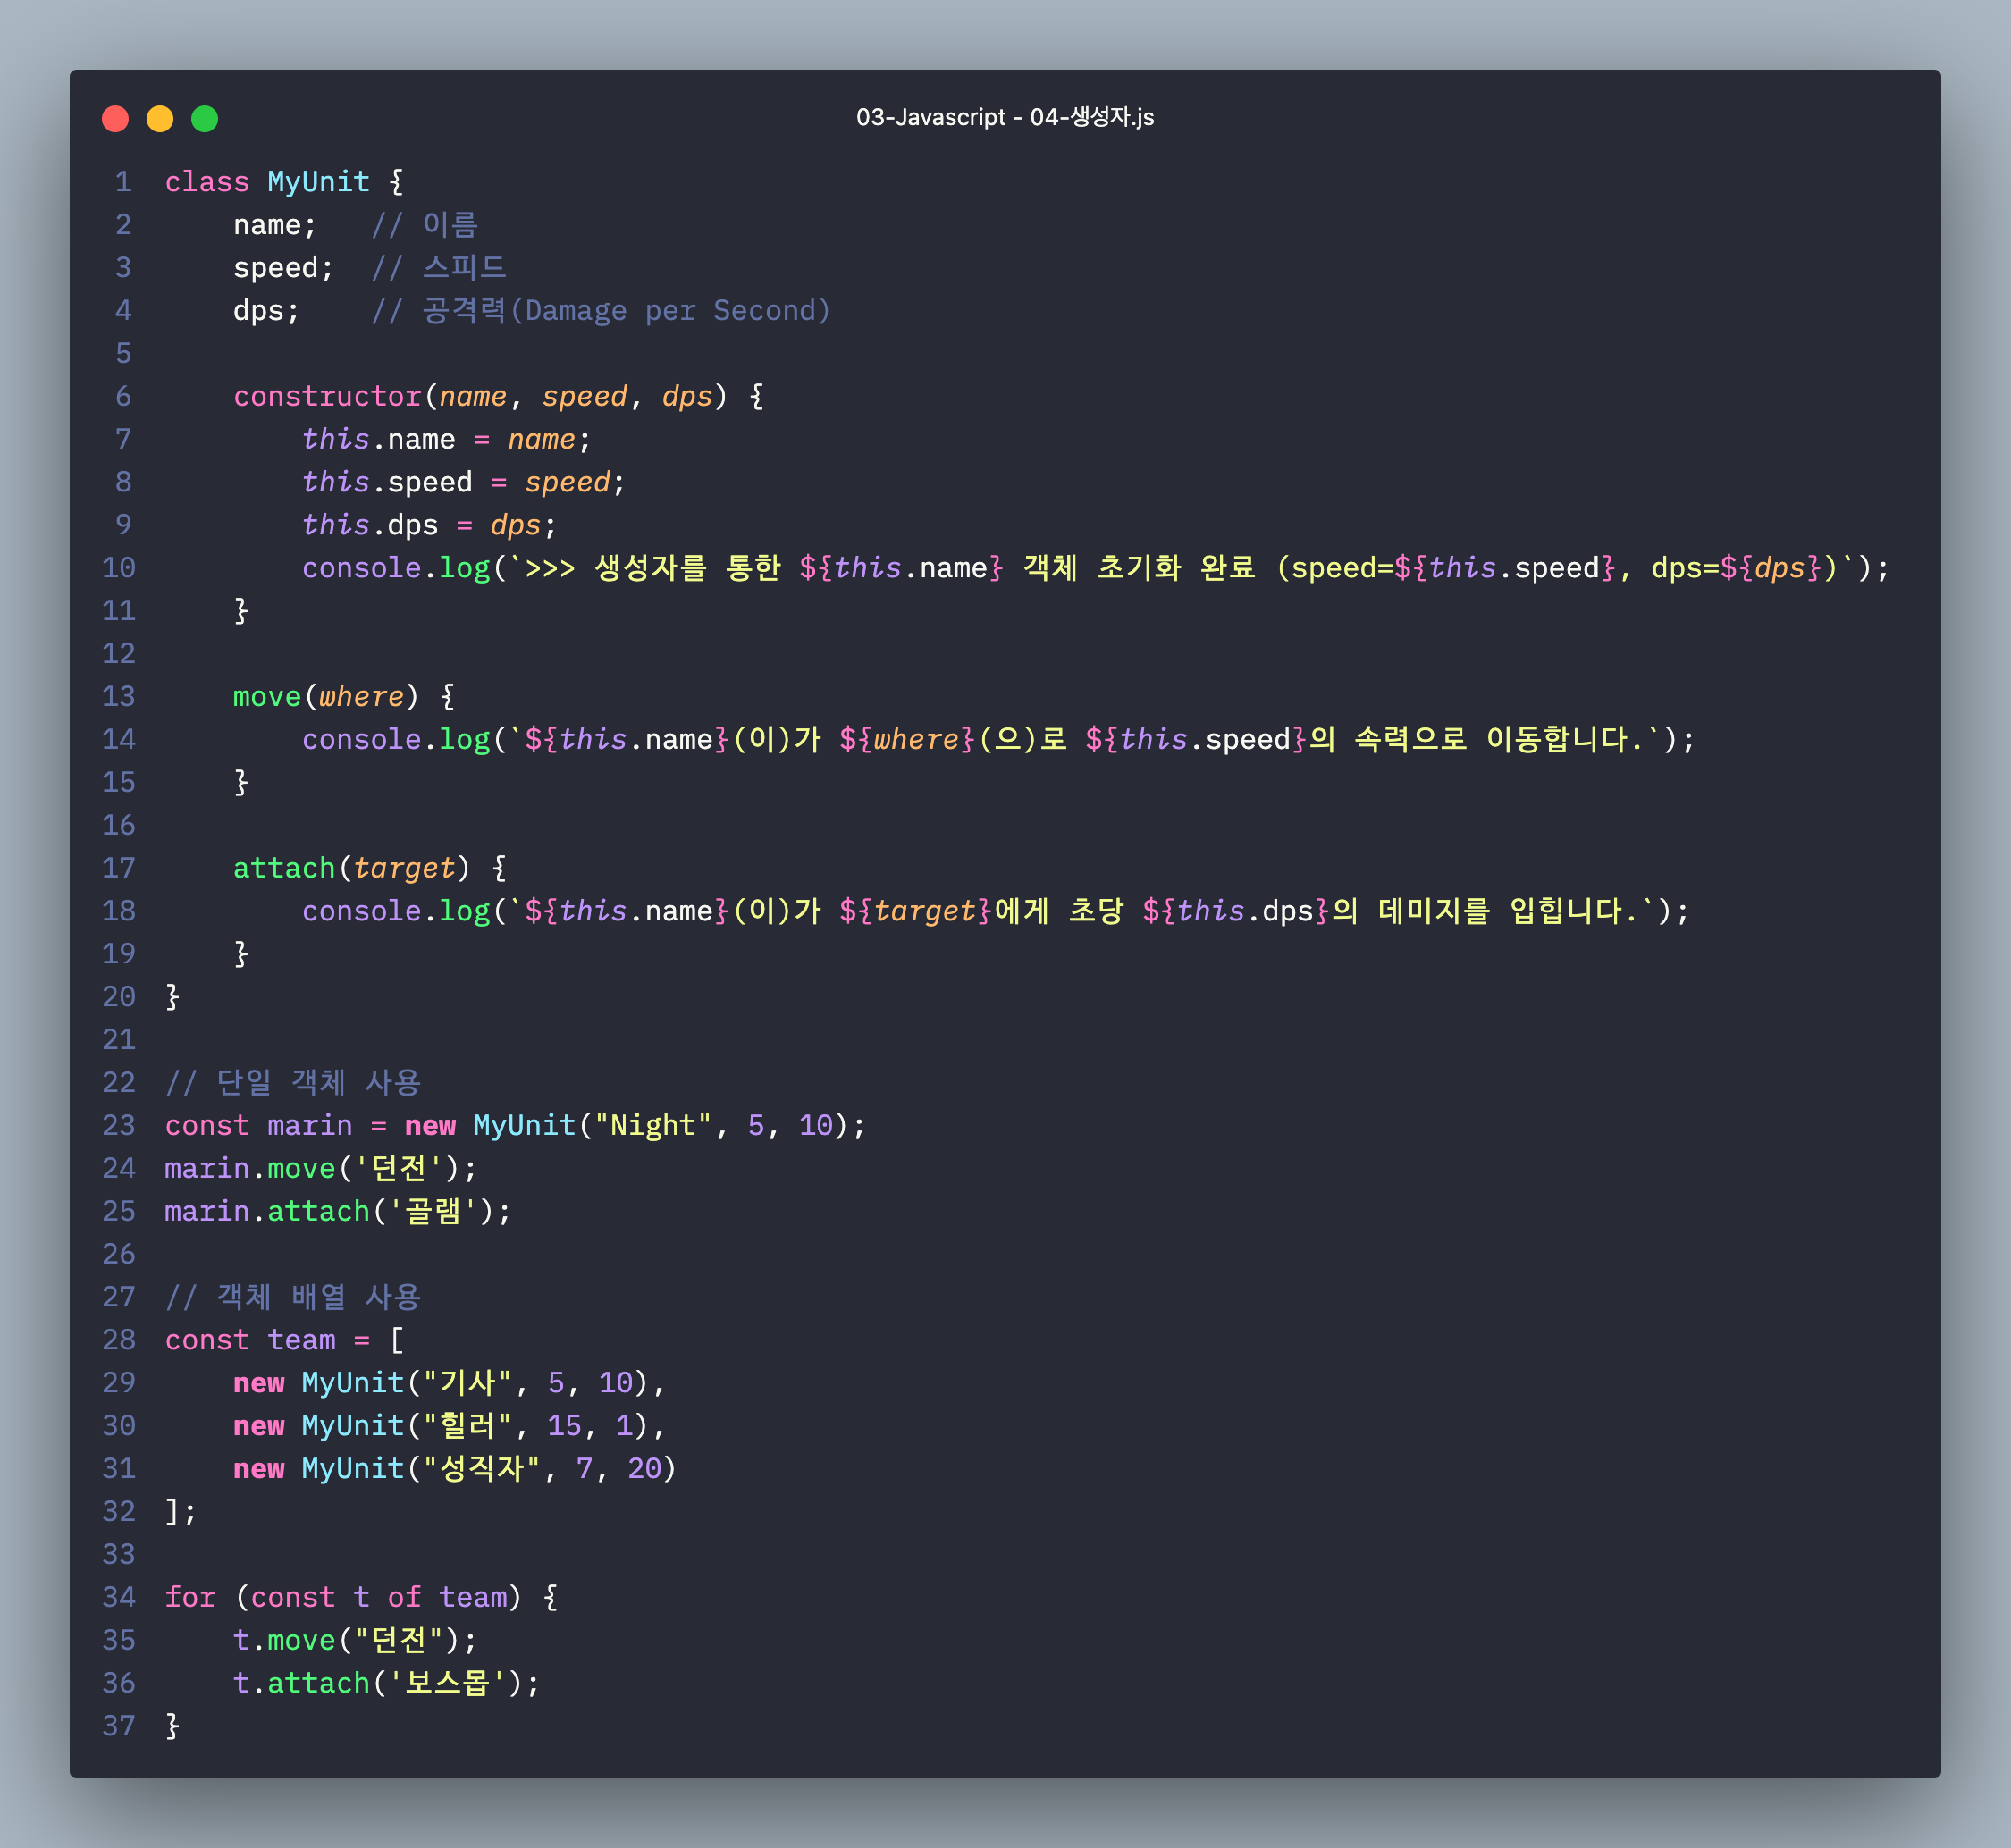 03-Javascript - 04-생성자.js
1 class MyUnit {
2     name;   // 이름
3     speed;  // 스피드
4     dps;    // 공격력(Damage per Second)
5
6     constructor(name, speed, dps) {
7         this.name = name;
8         this.speed = speed;
9         this.dps = dps;
10         console.log(`>>> 생성자를 통한 ${this.name} 객체 초기화 완료 (speed=${this.speed}, dps=${dps})`);
11     }
12
13     move(where) {
14         console.log(`${this.name}(이)가 ${where}(으)로 ${this.speed}의 속력으로 이동합니다.`);
15     }
16
17     attach(target) {
18         console.log(`${this.name}(이)가 ${target}에게 초당 ${this.dps}의 데미지를 입힙니다.`);
19     }
20 }
21
22 // 단일 객체 사용
23 const marin = new MyUnit("Night", 5, 10);
24 marin.move('던전');
25 marin.attach('골램');
26
27 // 객체 배열 사용
28 const team = [
29     new MyUnit("기사", 5, 10),
30     new MyUnit("힐러", 15, 1),
31     new MyUnit("성직자", 7, 20)
32 ];
33
34 for (const t of team) {
35     t.move("던전");
36     t.attach('보스몹');
37 }